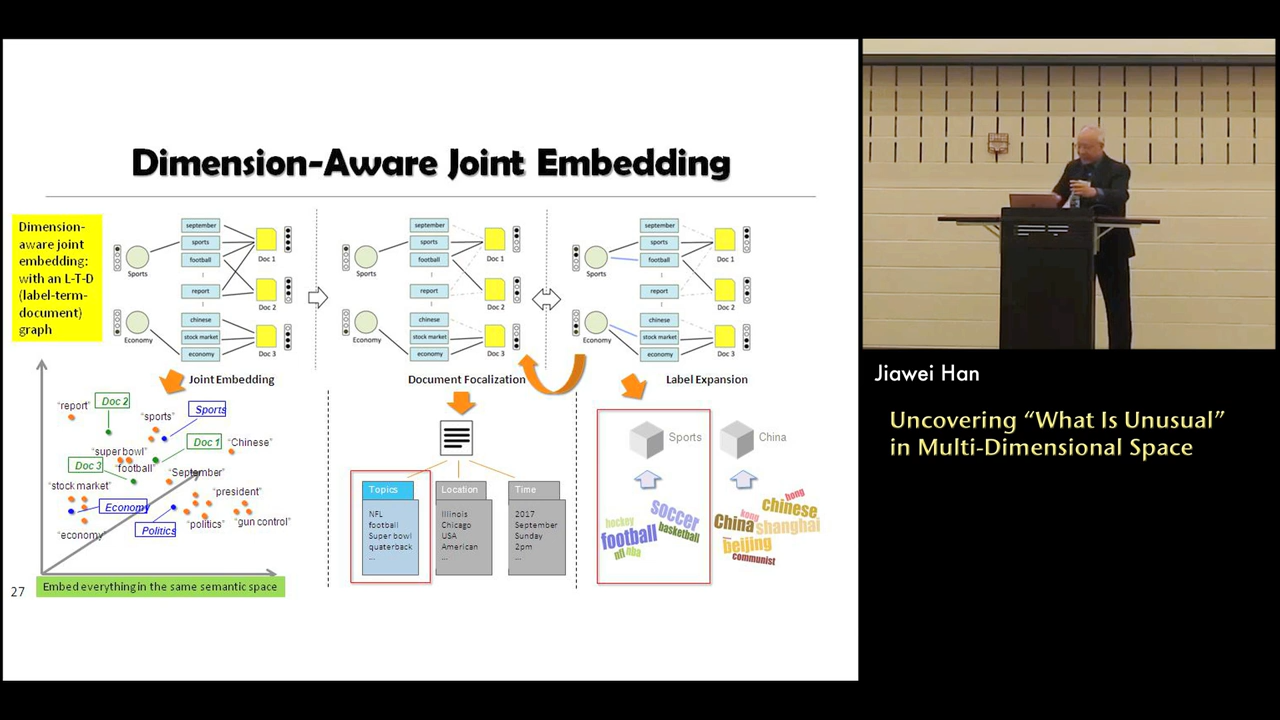 Dimension-Aware Joint Embedding
Dimension-
aware joint
embedding:
with an L-T-D
(label-term-
document)
graph
september
sports
football
report
chinese
stock market
economy
Sports
Economy
Doc 1
Doc 2
Doc 3
september
sports
football
report
chinese
stock market
economy
Sports
Economy
Doc 1
Doc 2
Doc 3
september
sports
football
report
chinese
stock market
economy
Sports
Economy
Doc 1
Doc 2
Doc 3
Joint Embedding
Document Focalization
Label Expansion
"report"
Doc 2
"sports"
Sports
Doc 1
"Chinese"
"super bowl"
Doc 3
"football"
"September"
"stock market"
"president"
Economy
Politics
"politics"
"gun control"
"economy"
Embed everything in the same semantic space
27
Topics
NFL
football
Super bowl
quaterback
...
Location
Illinois
Chicago
USA
American
...
Time
2017
September
Sunday
2pm
...
Sports
China
hockey
soccer
football
basketball
nfl
nba
hong
chinese
kong
China
shanghai
beijing
communist
Jiawei Han
Uncovering “What Is Unusual”
in Multi-Dimensional Space